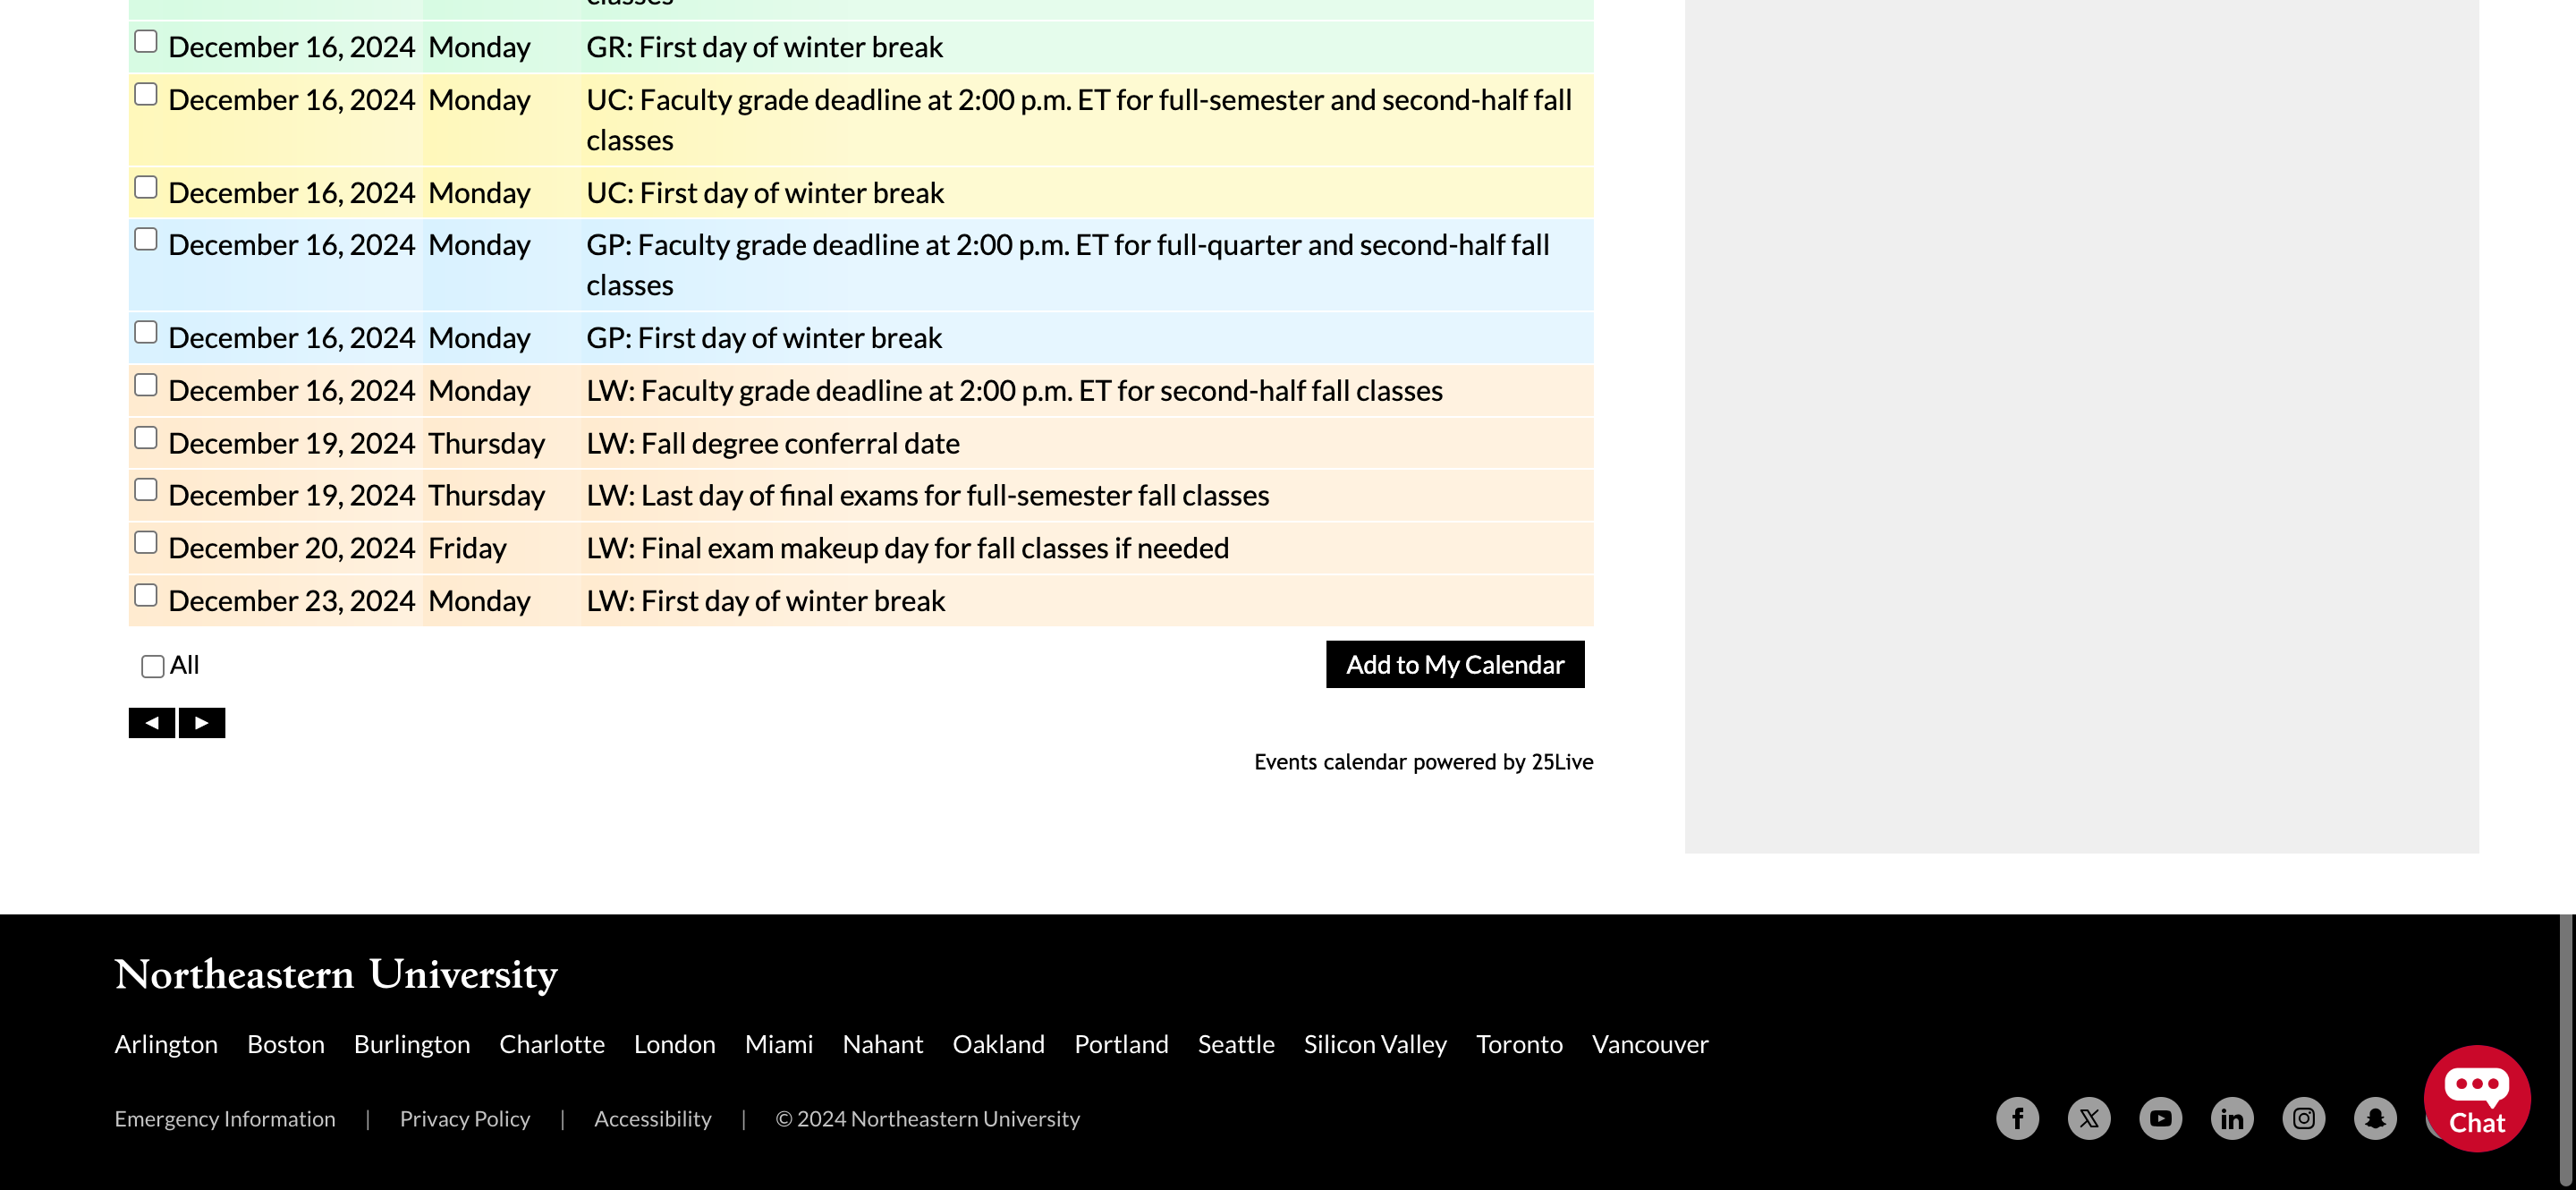 classes
December 16, 2024 Monday GR: First day of winter break
December 16, 2024 Monday UC: Faculty grade deadline at 2:00 p.m. ET for full-semester and second-half fall
classes
December 16, 2024 Monday UC: First day of winter break
December 16, 2024 Monday GP: Faculty grade deadline at 2:00 p.m. ET for full-quarter and second-half fall
classes
December 16, 2024 Monday GP: First day of winter break
December 16, 2024 Monday LW: Faculty grade deadline at 2:00 p.m. ET for second-half fall classes
December 19, 2024 Thursday LW: Fall degree conferral date
December 19, 2024 Thursday LW: Last day of final exams for full-semester fall classes
December 20, 2024 Friday LW: Final exam makeup day for fall classes if needed
December 23, 2024 Monday LW: First day of winter break
All
Add to My Calendar
Events calendar powered by 25Live
Northeastern University
Arlington Boston Burlington Charlotte London Miami Nahant Oakland Portland Seattle Silicon Valley Toronto Vancouver
Emergency Information | Privacy Policy | Accessibility | © 2024 Northeastern University
Chat